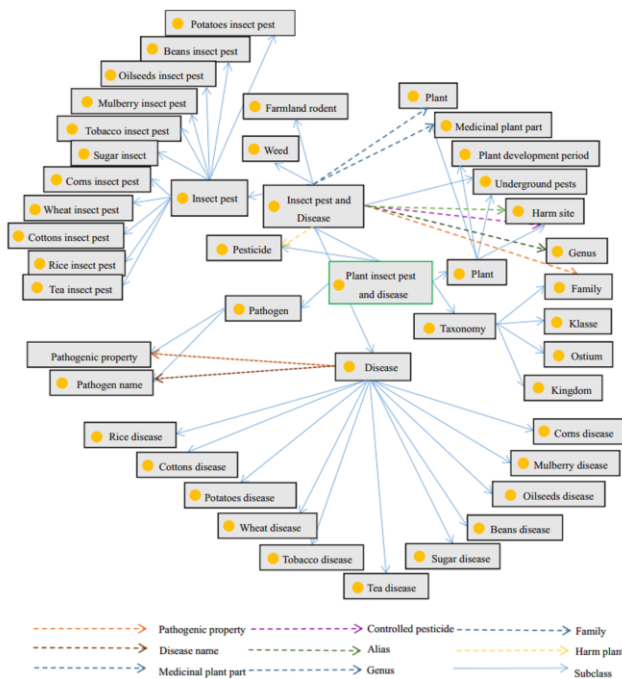 Potatoes insect pest
Beans insect pest
Oilseeds insect pest
Mulberry insect pest
Tobacco insect pest
Sugar insect
Corns insect pest
Wheat insect pest
Cottons insect pest
Rice insect pest
Tea insect pest
Insect pest
Farmland rodent
Weed
Insect pest and
Disease
Pesticide
Plant insect pest
and disease
Plant
Medicinal plant part
Plant development period
Underground pests
Harm site
Genus
Plant
Family
Taxonomy
Klasse
Ostium
Kingdom
Pathogen
Pathogenic property
Pathogen name
Disease
Rice disease
Cottons disease
Potatoes disease
Wheat disease
Tobacco disease
Tea disease
Sugar disease
Beans disease
Oilseeds disease
Mulberry disease
Corns disease
Pathogenic property
Controlled pesticide
Family
Disease name
Alias
Harm plant
Medicinal plant part
Genus
Subclass